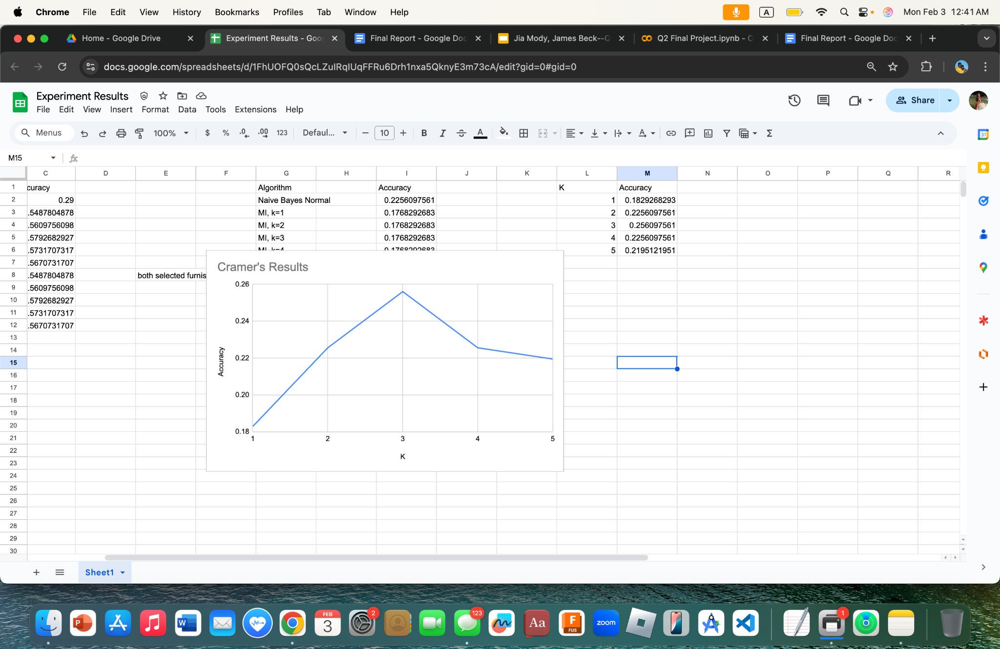 Chrome File Edit View History Bookmarks Profiles Tab Window Help A Mon Feb 3 12:41 AM
Home - Google Drive Experiment Results - Goo Final Report - Google Doc Jia Mody, James Beck--Q Q2 Final Project.ipynb - C Final Report - Google Doc
docs.google.com/spreadsheets/d/1FhUOFQ0sQcLZuIRqIUqFFRu6Drh1nxa5QknyE3m73cA/edit?gid=0#gid=0
Experiment Results
File Edit View Insert Format Data Tools Extensions Help
Share
Menus 100% $ % .0 .00 123 Defaul... 10 B I A Σ
31
M15 fx
C D E F G H I J K L M N O P Q R
1 curacy Algorithm Accuracy K Accuracy
2 0.29 Naive Bayes Normal 0.2256097561 1 0.1829268293
3 .5487804878 MI, k=1 0.1768292683 2 0.2256097561
4 .5609756098 MI, k=2 0.1768292683 3 0.256097561
5 .5792682927 MI, k=3 0.1768292683 4 0.2256097561
6 .5731707317 MI, k=4 0.1768292683 5 0.2195121951
7 .5670731707
8 .5487804878 both selected furnis
9 .5609756098
10 .5792682927
11 .5731707317
12 .5670731707
13
14
15
16
17
18
19
20
21
22
23
24
25
26
27
28
29
30
Cramer's Results
0.26
0.24
0.22
0.20
0.18
Accuracy
1 2 3 4 5
K
Sheet1
P W FEB 3 2 123 Aa F FUS zoom 1